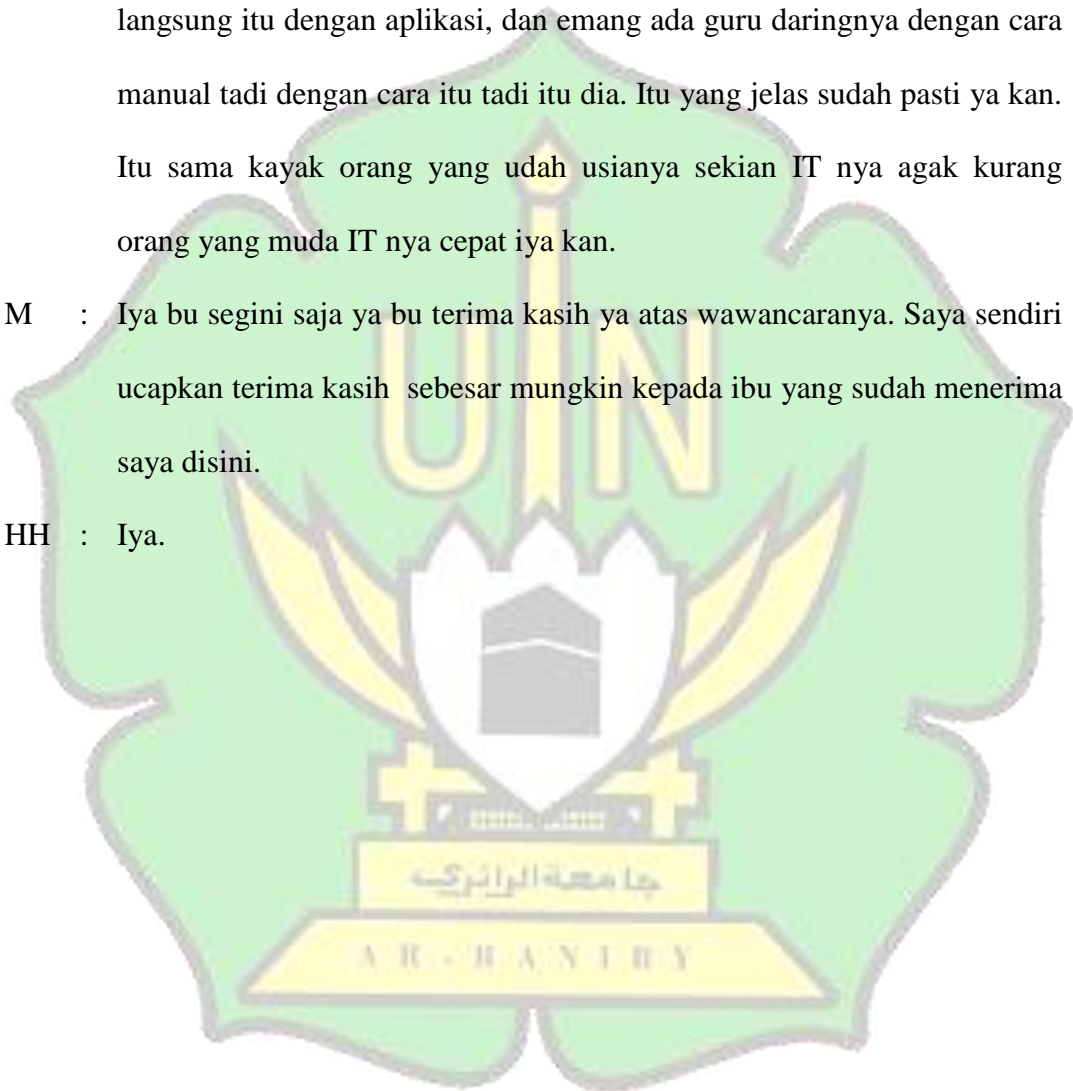 langsung itu dengan aplikasi, dan emang ada guru daringnya dengan cara
manual tadi dengan cara itu tadi itu dia. Itu yang jelas sudah pasti ya kan.
Itu sama kayak orang yang udah usianya sekian IT nya agak kurang
orang yang muda IT nya cepat iya kan.
M : Iya bu segini saja ya bu terima kasih ya atas wawancaranya. Saya sendiri
ucapkan terima kasih sebesar mungkin kepada ibu yang sudah menerima
saya disini.
HH : Iya.
UIN
جامعة الرانري
AR-RANIRY